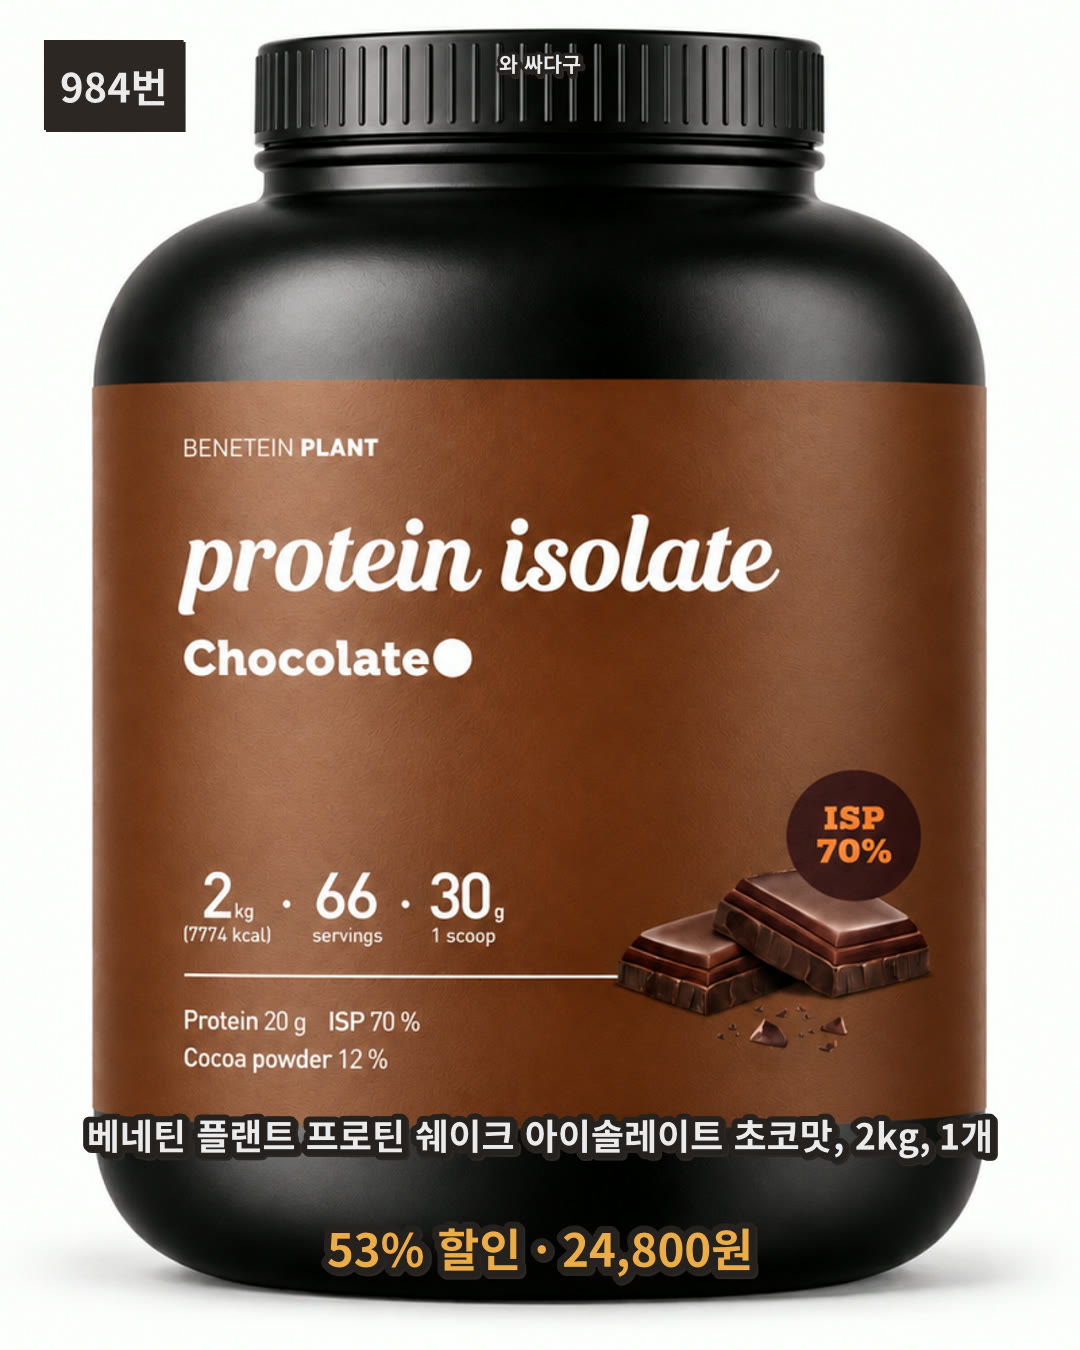 984번
와 싸다구
BENETEIN PLANT
protein isolate
Chocolate
ISP
70%
2kg · 66 · 30g
(7774 kcal) servings 1 scoop
Protein 20 g ISP 70 %
Cocoa powder 12 %
베네틴 플랜트 프로틴 쉐이크 아이솔레이트 초코맛, 2kg, 1개
53% 할인 · 24,800원